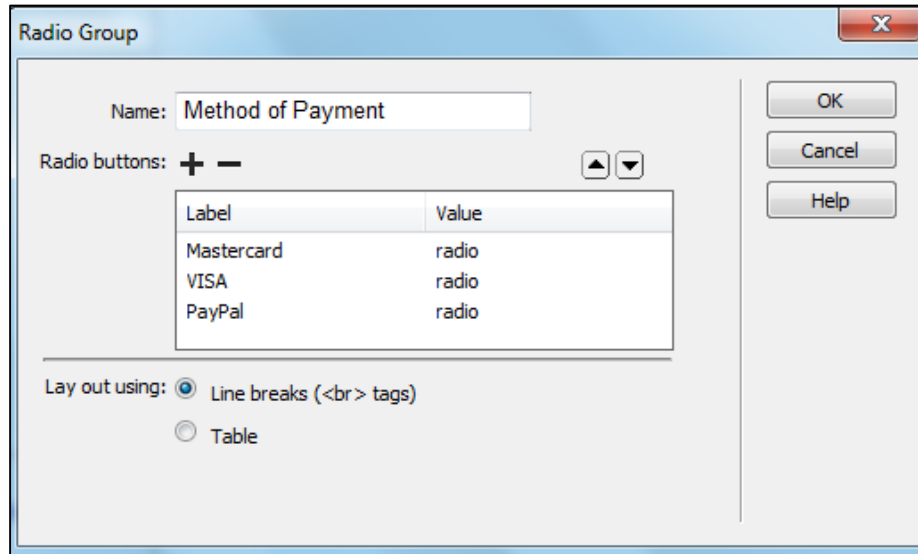 Radio Group
Name: Method of Payment
Radio buttons:
Label Value
Mastercard radio
VISA radio
PayPal radio
Lay out using: Line breaks (<br> tags)
Table
OK
Cancel
Help